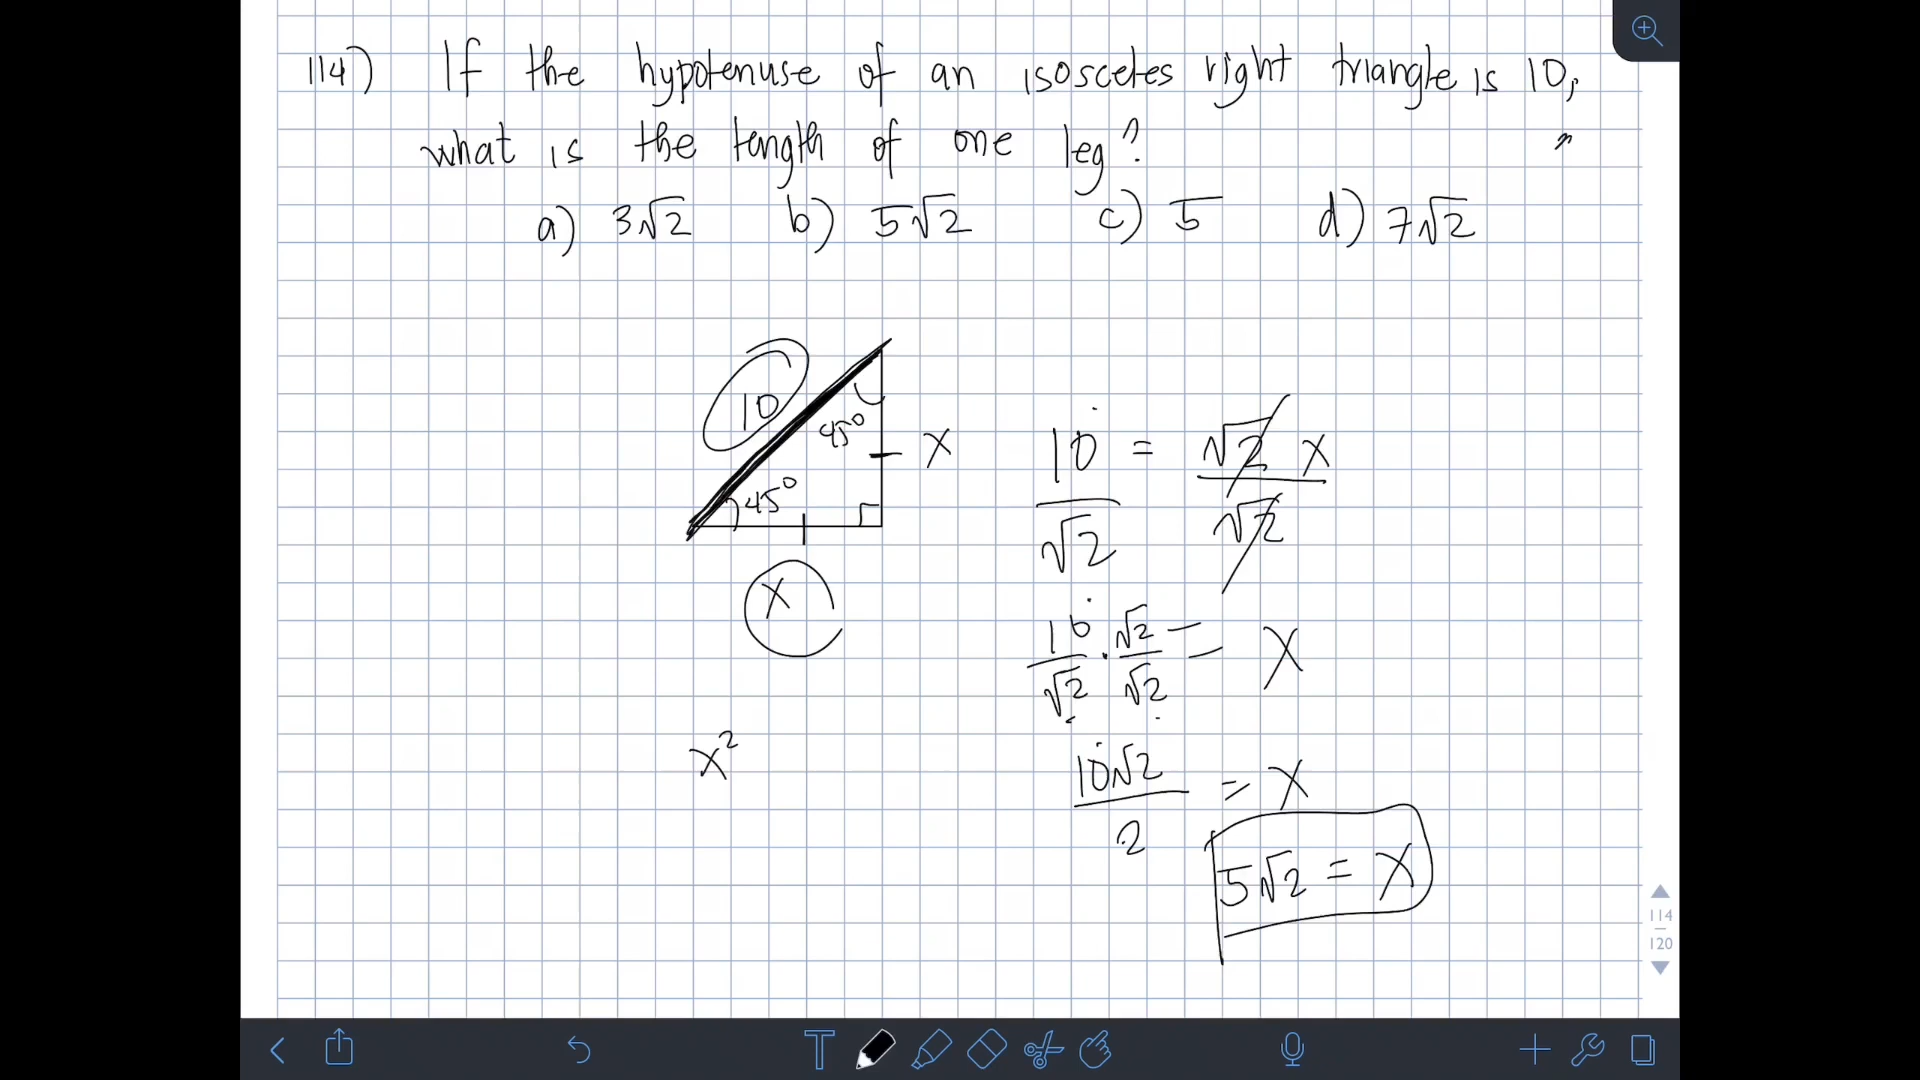 114) If the hypotenuse of an isosceles right triangle is 10,
what is the length of one leg?
a) 3√2 b) 5√2 c) 5 d) 7√2
10
45°
x
45°
x
10/√2 = √2 x/√2
10/√2 · √2/√2 = x
x²
10√2/2 = x
5√2 = x
114
120
T